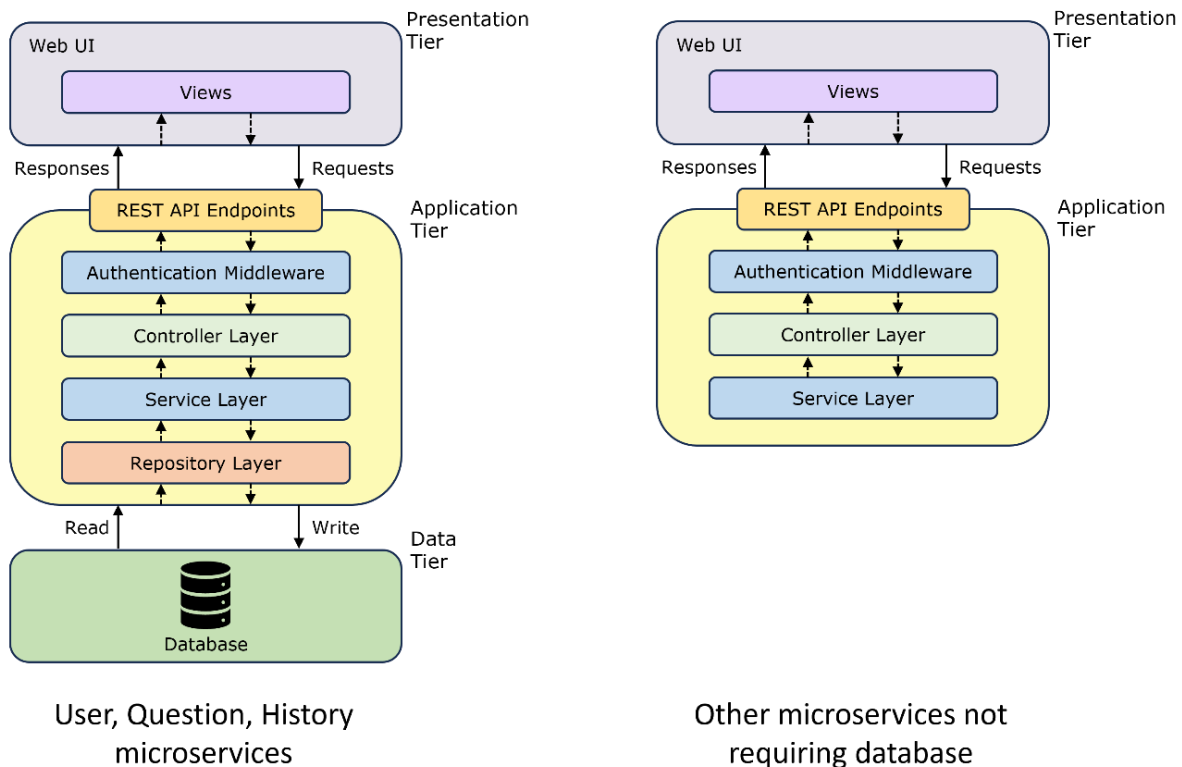 Presentation
Tier
Web UI
Views
Responses
Requests
REST API Endpoints
Application
Tier
Authentication Middleware
Controller Layer
Service Layer
Repository Layer
Read
Write
Data
Tier
Database
User, Question, History
microservices
Presentation
Tier
Web UI
Views
Responses
Requests
REST API Endpoints
Application
Tier
Authentication Middleware
Controller Layer
Service Layer
Other microservices not
requiring database